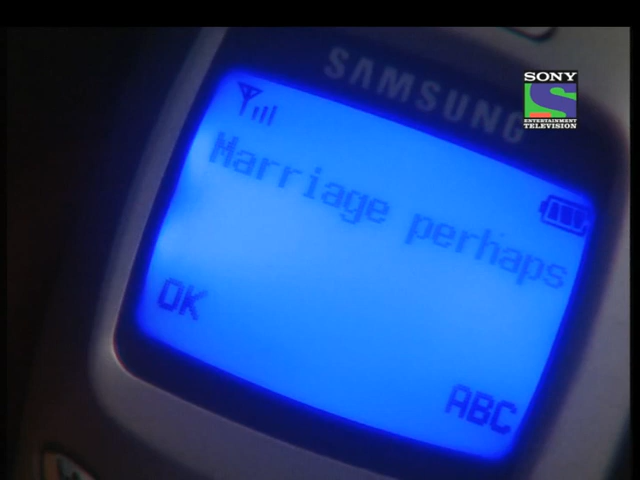 SAMSUNG
SONY
ENTERTAINMENT
TELEVISION
Marriage perhaps
OK
ABC